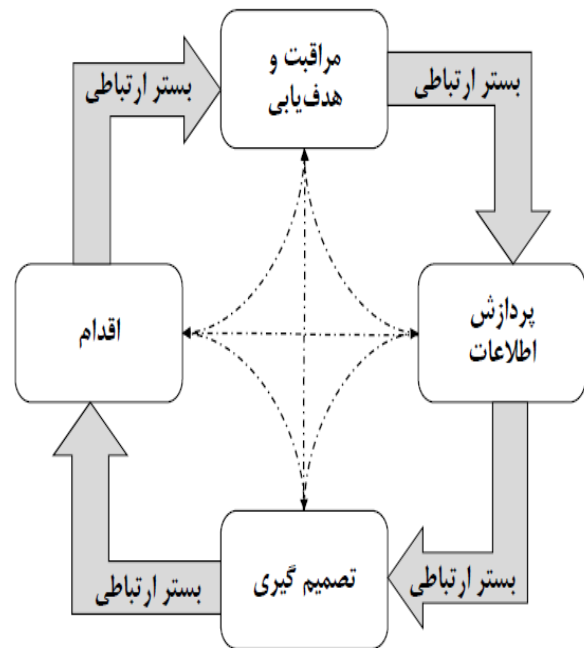 مراقبت و
هدف‌یابی
بستر ارتباطی
بستر ارتباطی
پردازش
اطلاعات
اقدام
تصمیم گیری
بستر ارتباطی
بستر ارتباطی